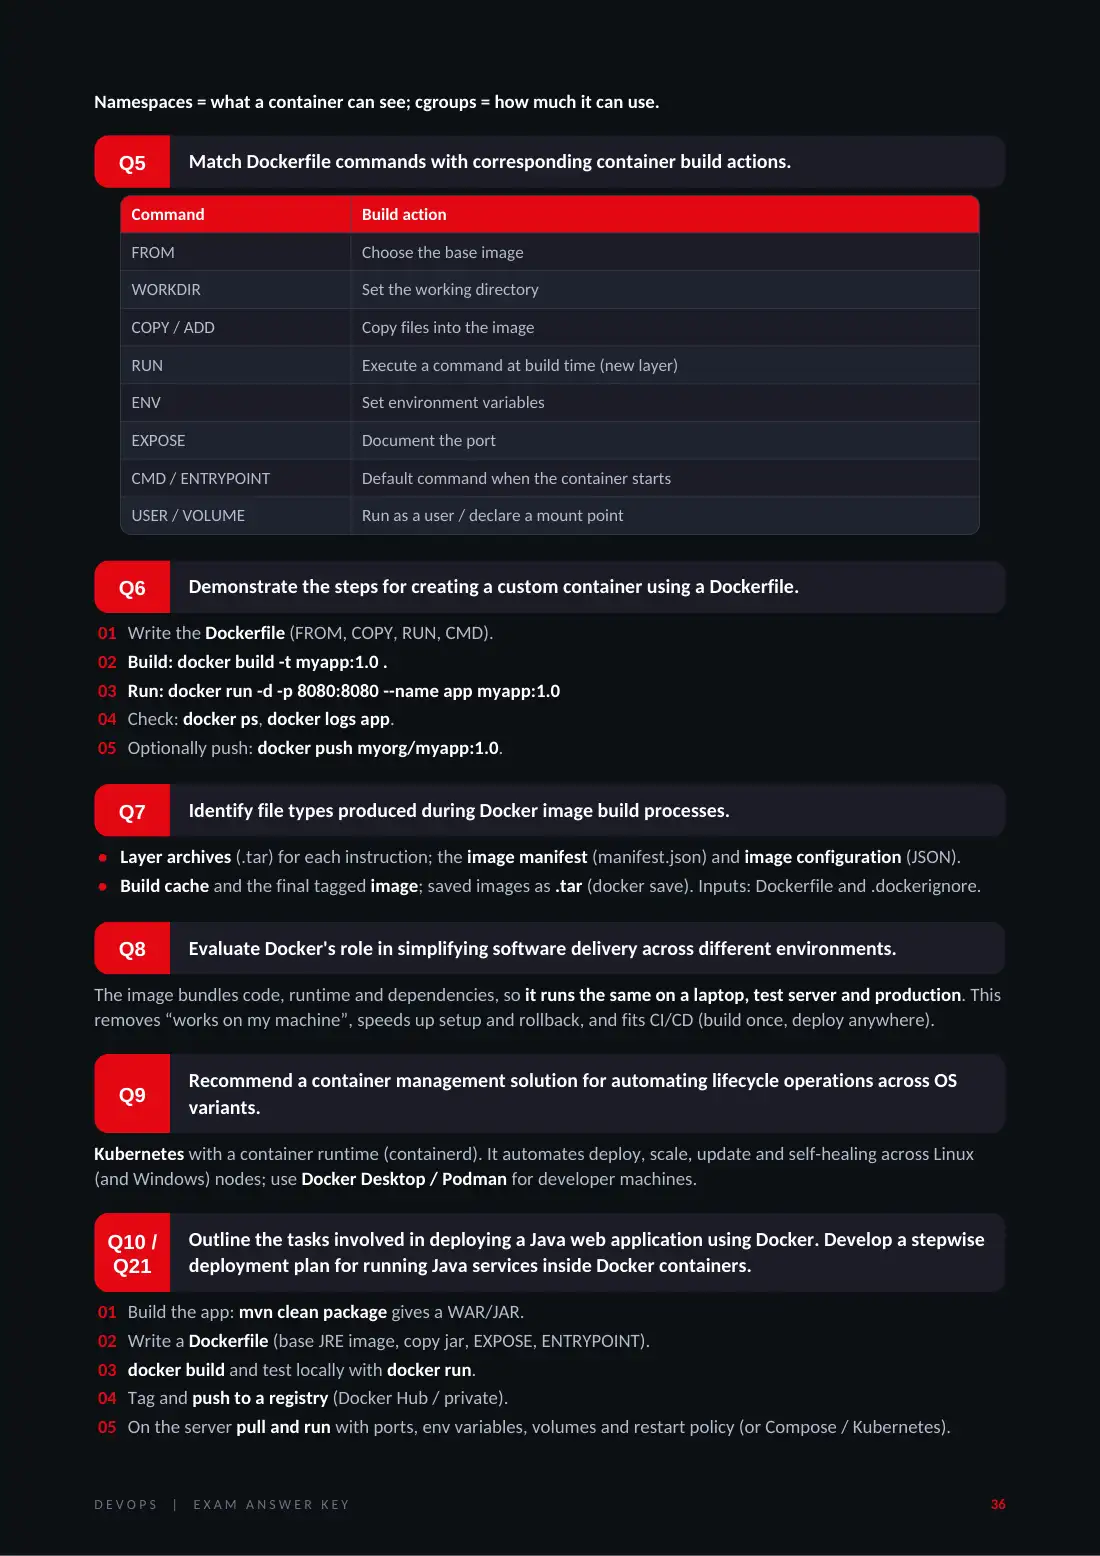 Namespaces = what a container can see; cgroups = how much it can use.
Q5 Match Dockerfile commands with corresponding container build actions.
Command Build action
FROM Choose the base image
WORKDIR Set the working directory
COPY / ADD Copy files into the image
RUN Execute a command at build time (new layer)
ENV Set environment variables
EXPOSE Document the port
CMD / ENTRYPOINT Default command when the container starts
USER / VOLUME Run as a user / declare a mount point
Q6 Demonstrate the steps for creating a custom container using a Dockerfile.
01 Write the Dockerfile (FROM, COPY, RUN, CMD).
02 Build: docker build -t myapp:1.0 .
03 Run: docker run -d -p 8080:8080 --name app myapp:1.0
04 Check: docker ps, docker logs app.
05 Optionally push: docker push myorg/myapp:1.0.
Q7 Identify file types produced during Docker image build processes.
• Layer archives (.tar) for each instruction; the image manifest (manifest.json) and image configuration (JSON).
• Build cache and the final tagged image; saved images as .tar (docker save). Inputs: Dockerfile and .dockerignore.
Q8 Evaluate Docker's role in simplifying software delivery across different environments.
The image bundles code, runtime and dependencies, so it runs the same on a laptop, test server and production. This
removes “works on my machine”, speeds up setup and rollback, and fits CI/CD (build once, deploy anywhere).
Q9 Recommend a container management solution for automating lifecycle operations across OS
variants.
Kubernetes with a container runtime (containerd). It automates deploy, scale, update and self-healing across Linux
(and Windows) nodes; use Docker Desktop / Podman for developer machines.
Q10 / Outline the tasks involved in deploying a Java web application using Docker. Develop a stepwise
Q21 deployment plan for running Java services inside Docker containers.
01 Build the app: mvn clean package gives a WAR/JAR.
02 Write a Dockerfile (base JRE image, copy jar, EXPOSE, ENTRYPOINT).
03 docker build and test locally with docker run.
04 Tag and push to a registry (Docker Hub / private).
05 On the server pull and run with ports, env variables, volumes and restart policy (or Compose / Kubernetes).
DEVOPS | EXAM ANSWER KEY 36